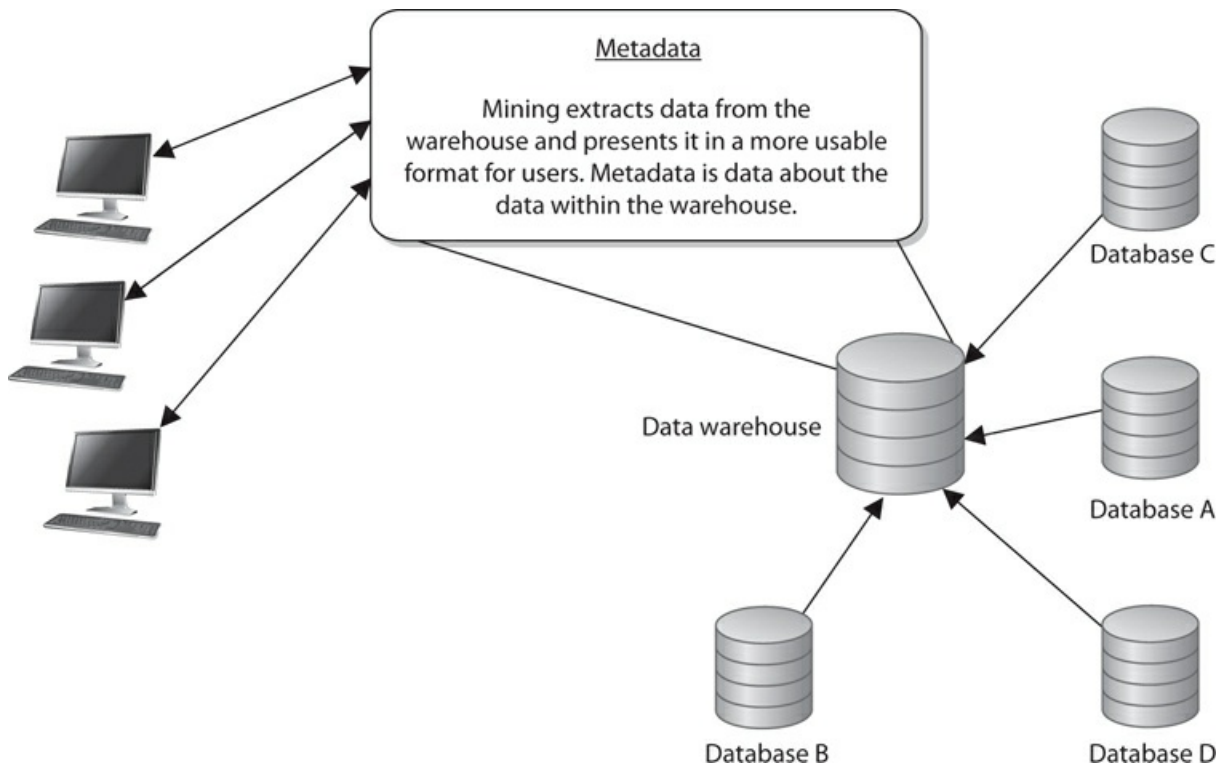 Metadata
Mining extracts data from the
warehouse and presents it in a more usable
format for users. Metadata is data about the
data within the warehouse.
Database C
Data warehouse
Database A
Database B
Database D